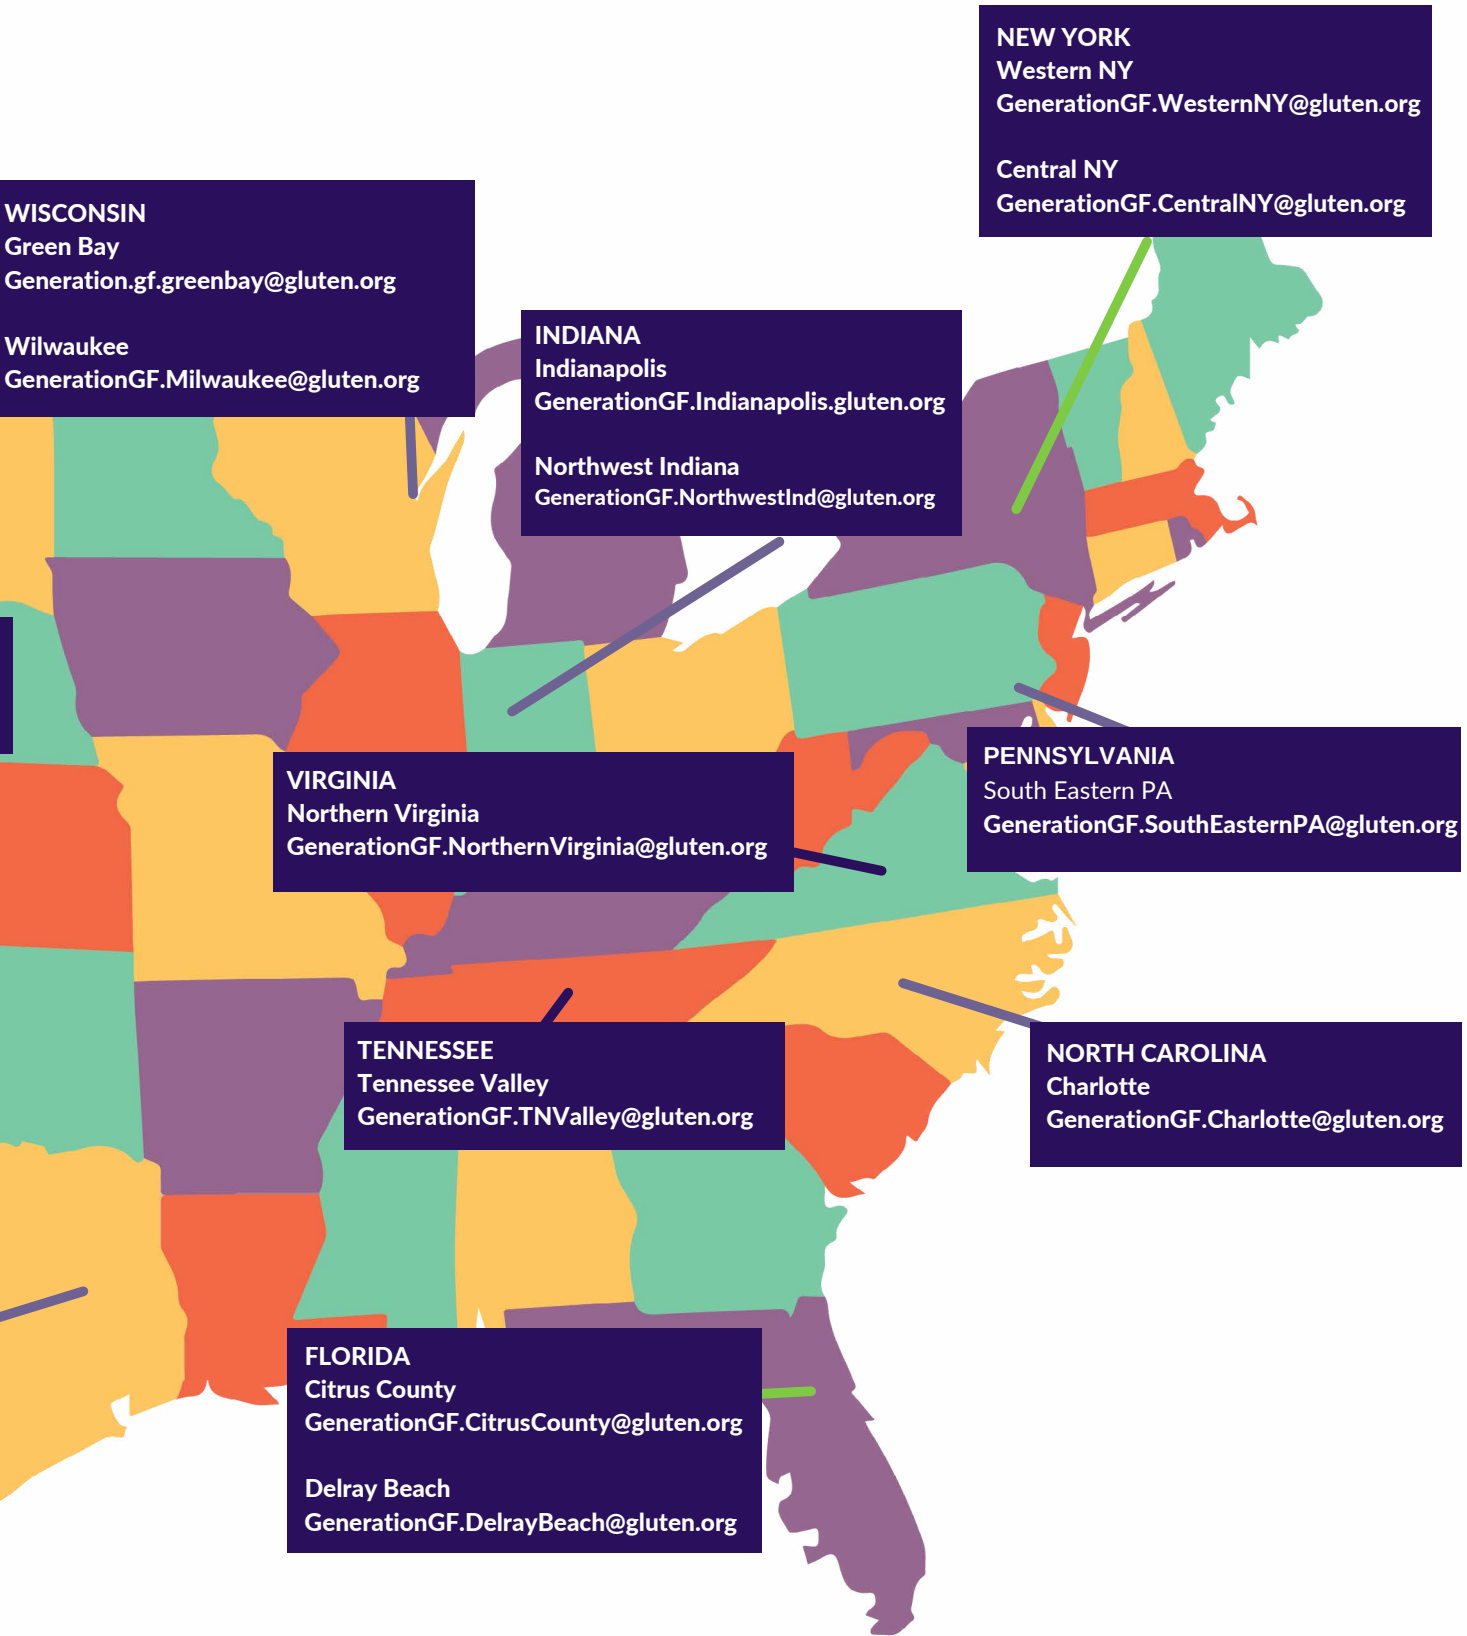 NEW YORK
Western NY
GenerationGF.WesternNY@gluten.org
Central NY
GenerationGF.CentralNY@gluten.org
WISCONSIN
Green Bay
Generation.gf.greenbay@gluten.org
Wilwaukee
GenerationGF.Milwaukee@gluten.org
INDIANA
Indianapolis
GenerationGF.Indianapolis.gluten.org
Northwest Indiana
GenerationGF.NorthwestInd@gluten.org
VIRGINIA
Northern Virginia
GenerationGF.NorthernVirginia@gluten.org
PENNSYLVANIA
South Eastern PA
GenerationGF.SouthEasternPA@gluten.org
TENNESSEE
Tennessee Valley
GenerationGF.TNValley@gluten.org
NORTH CAROLINA
Charlotte
GenerationGF.Charlotte@gluten.org
FLORIDA
Citrus County
GenerationGF.CitrusCounty@gluten.org
Delray Beach
GenerationGF.DelrayBeach@gluten.org